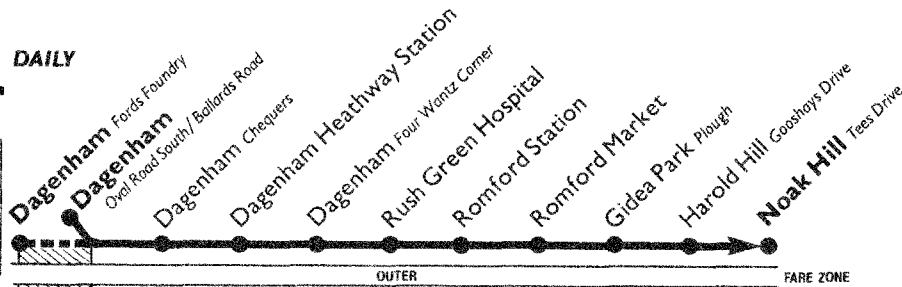 DAILY
Dagenham Fords Foundry
Dagenham
Oval Road South / Ballards Road
Dagenham Chequers
Dagenham Heathway Station
Dagenham Four Wantz Corner
Rush Green Hospital
Romford Station
Romford Market
Gidea Park Plough
Harold Hill Gooshays Drive
Noak Hill Tees Drive
OUTER
FARE ZONE